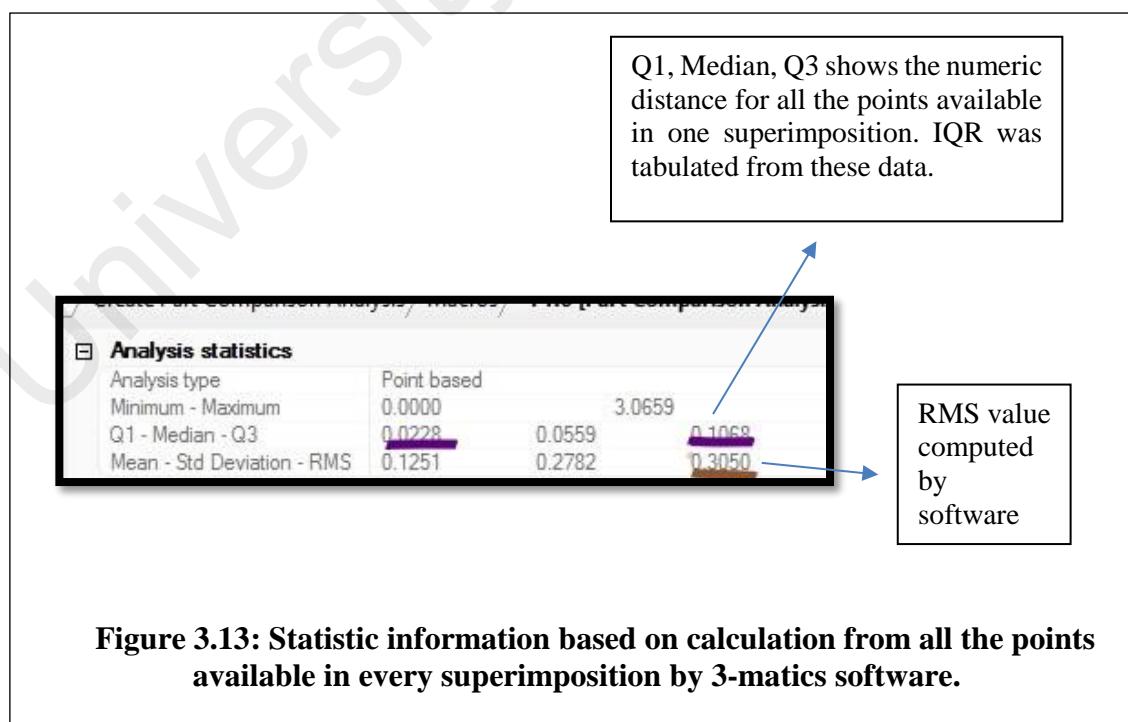 Universi
Q1, Median, Q3 shows the numeric
distance for all the points available
in one superimposition. IQR was
tabulated from these data.
Analysis statistics
Analysis type Point based
Minimum - Maximum 0.0000 3.0659
Q1 - Median - Q3 0.0228 0.0559 0.1068
Mean - Std Deviation - RMS 0.1251 0.2782 0.3050
RMS value
computed
by
software
Figure 3.13: Statistic information based on calculation from all the points
available in every superimposition by 3-matics software.